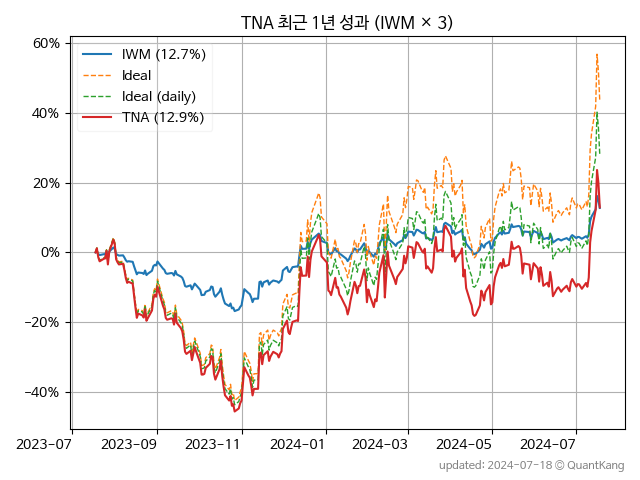 TNA 최근 1년 성과 (IWM × 3)
IWM (12.7%)
Ideal
Ideal (daily)
TNA (12.9%)
60%
40%
20%
0%
−20%
−40%
2023-07 2023-09 2023-11 2024-01 2024-03 2024-05 2024-07
updated: 2024-07-18 © QuantKang